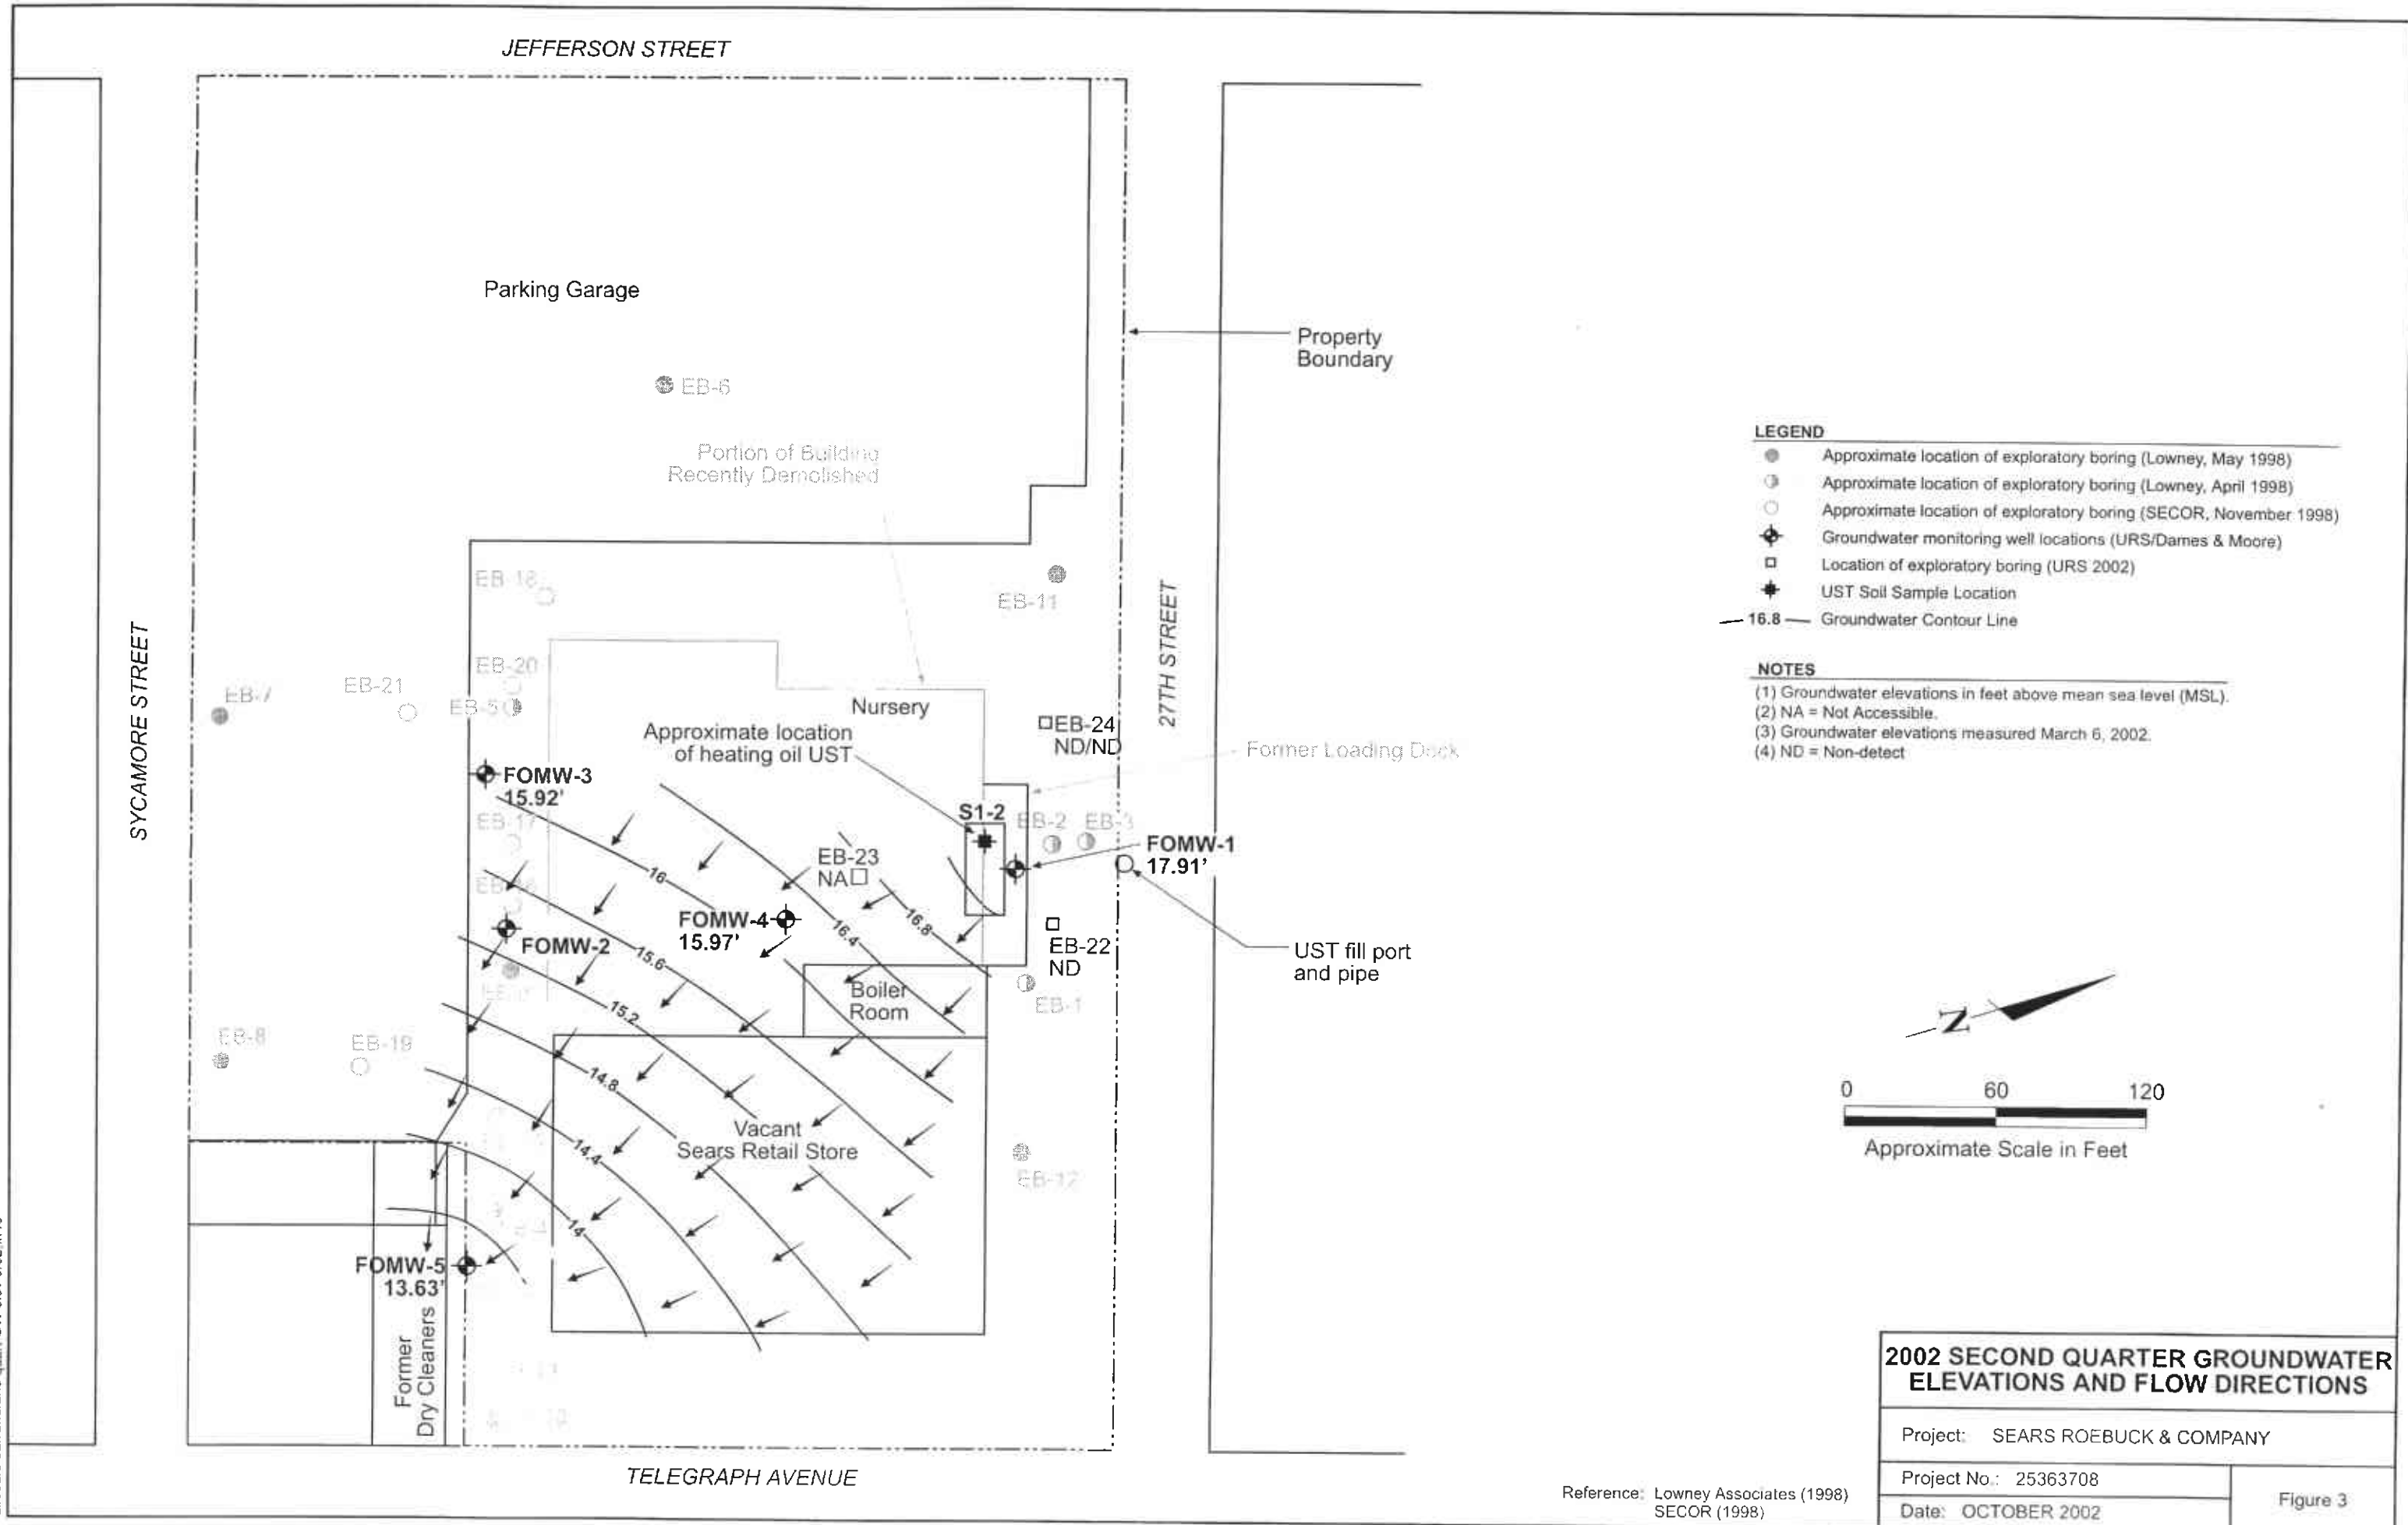 JEFFERSON STREET
Parking Garage
Property
Boundary
EB-6
Portion of Building
Recently Demolished
LEGEND
Approximate location of exploratory boring (Lowney, May 1998)
Approximate location of exploratory boring (Lowney, April 1998)
Approximate location of exploratory boring (SECOR, November 1998)
Groundwater monitoring well locations (URS/Dames & Moore)
Location of exploratory boring (URS 2002)
UST Soil Sample Location
16.8 Groundwater Contour Line
NOTES
(1) Groundwater elevations in feet above mean sea level (MSL).
(2) NA = Not Accessible.
(3) Groundwater elevations measured March 6, 2002.
(4) ND = Non-detect
SYCAMORE STREET
27TH STREET
EB-18
EB-11
EB-20
EB-7
EB-21
EB-5
Nursery
Approximate location
of heating oil UST
EB-24
ND/ND
Former Loading Dock
FOMW-3
15.92'
EB-17
S1-2
EB-2
EB-3
FOMW-1
17.91'
EB-23
NA
16
FOMW-4
15.97'
16.4
16.8
FOMW-2
15.6
EB-22
ND
UST fill port
and pipe
Boiler
Room
EB-1
15.2
EB-8
EB-19
14.8
Vacant
Sears Retail Store
14.4
EB-12
14
FOMW-5
13.63'
Former
Dry Cleaners
N
0 60 120
Approximate Scale in Feet
TELEGRAPH AVENUE
Reference: Lowney Associates (1998)
SECOR (1998)
2002 SECOND QUARTER GROUNDWATER
ELEVATIONS AND FLOW DIRECTIONS
Project: SEARS ROEBUCK & COMPANY
Project No.: 25363708
Date: OCTOBER 2002
Figure 3